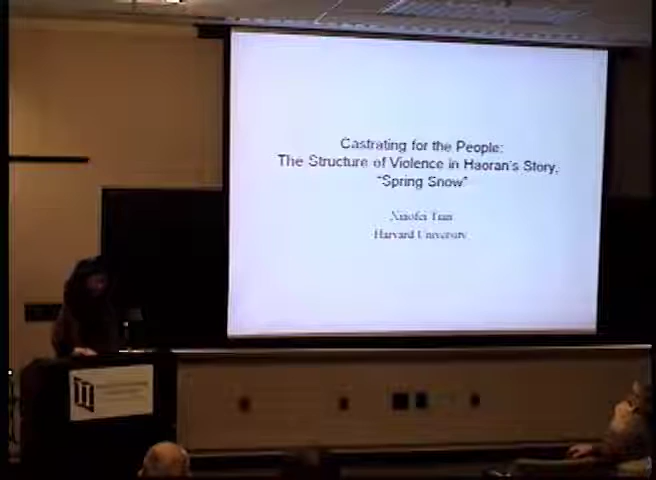 Castrating for the People:
The Structure of Violence in Haoran's Story,
"Spring Snow"
Xiaofei Tian
Harvard University